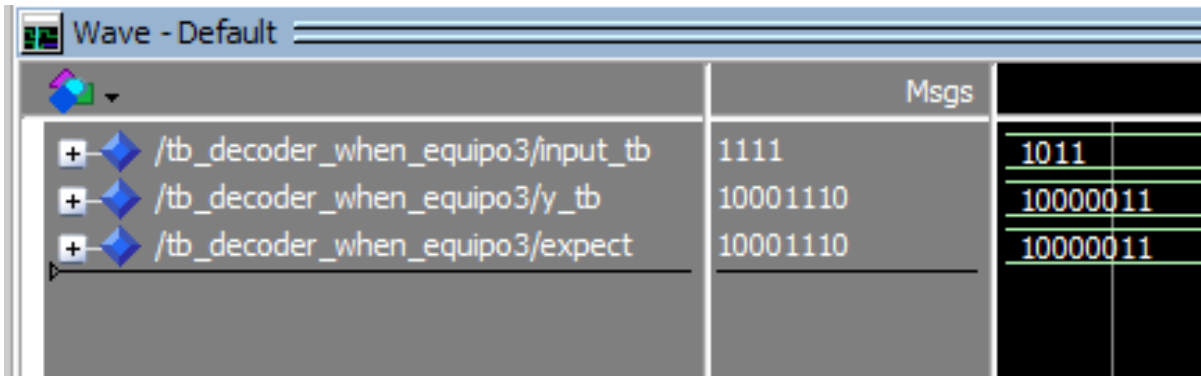 Wave - Default
Msgs
/tb_decoder_when_equipo3/input_tb 1111 1011
/tb_decoder_when_equipo3/y_tb 10001110 10000011
/tb_decoder_when_equipo3/expect 10001110 10000011